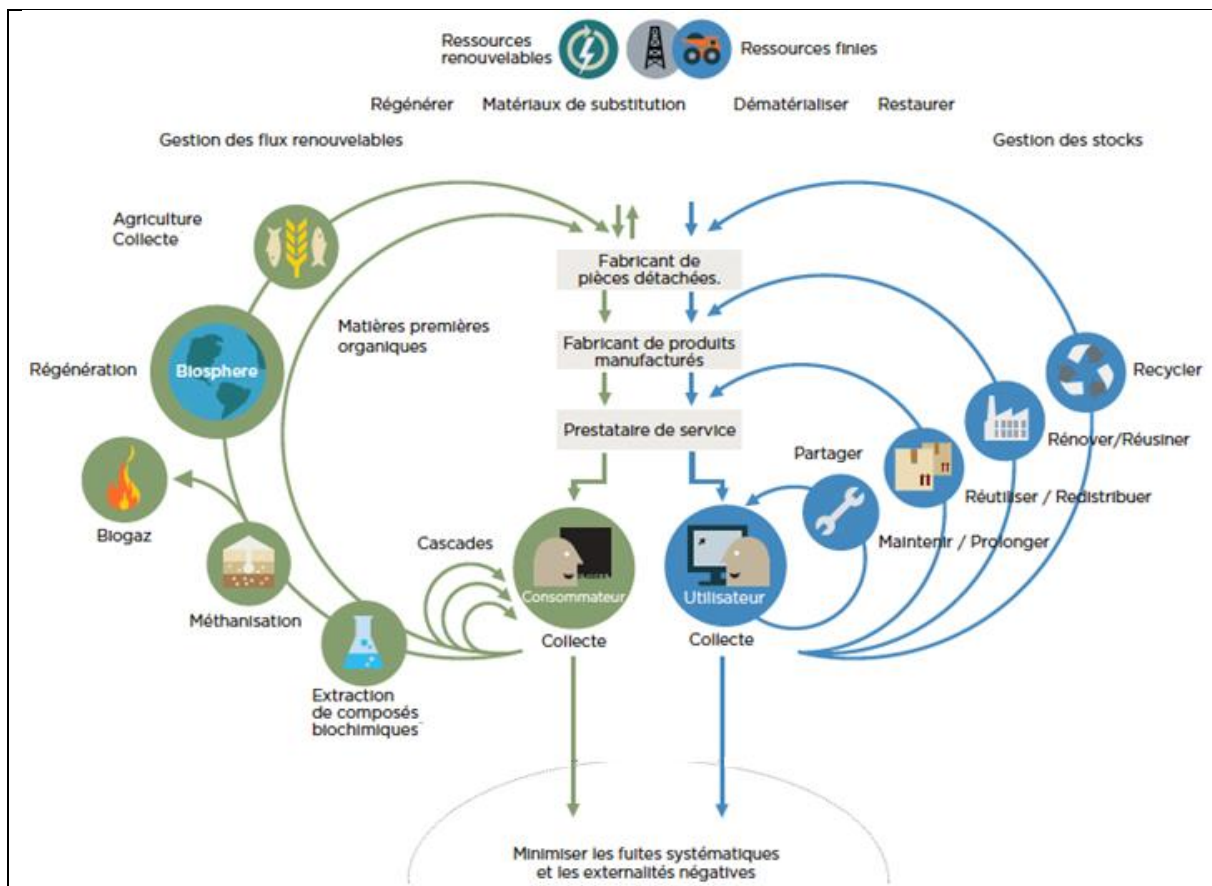 Ressources
renouvelables
Ressources finies
Régénérer
Matériaux de substitution
Dématérialiser
Restaurer
Gestion des flux renouvelables
Gestion des stocks
Agriculture
Collecte
Fabricant de
pièces détachées.
Matières premières
organiques
Fabricant de produits
manufacturés
Régénération
Biosphere
Recycler
Prestataire de service
Rénover/Réusiner
Partager
Réutiliser / Redistribuer
Biogaz
Cascades
Maintenir / Prolonger
Consommateur
Utilisateur
Méthanisation
Collecte
Collecte
Extraction
de composés
biochimiques
Minimiser les fuites systématiques
et les externalités négatives